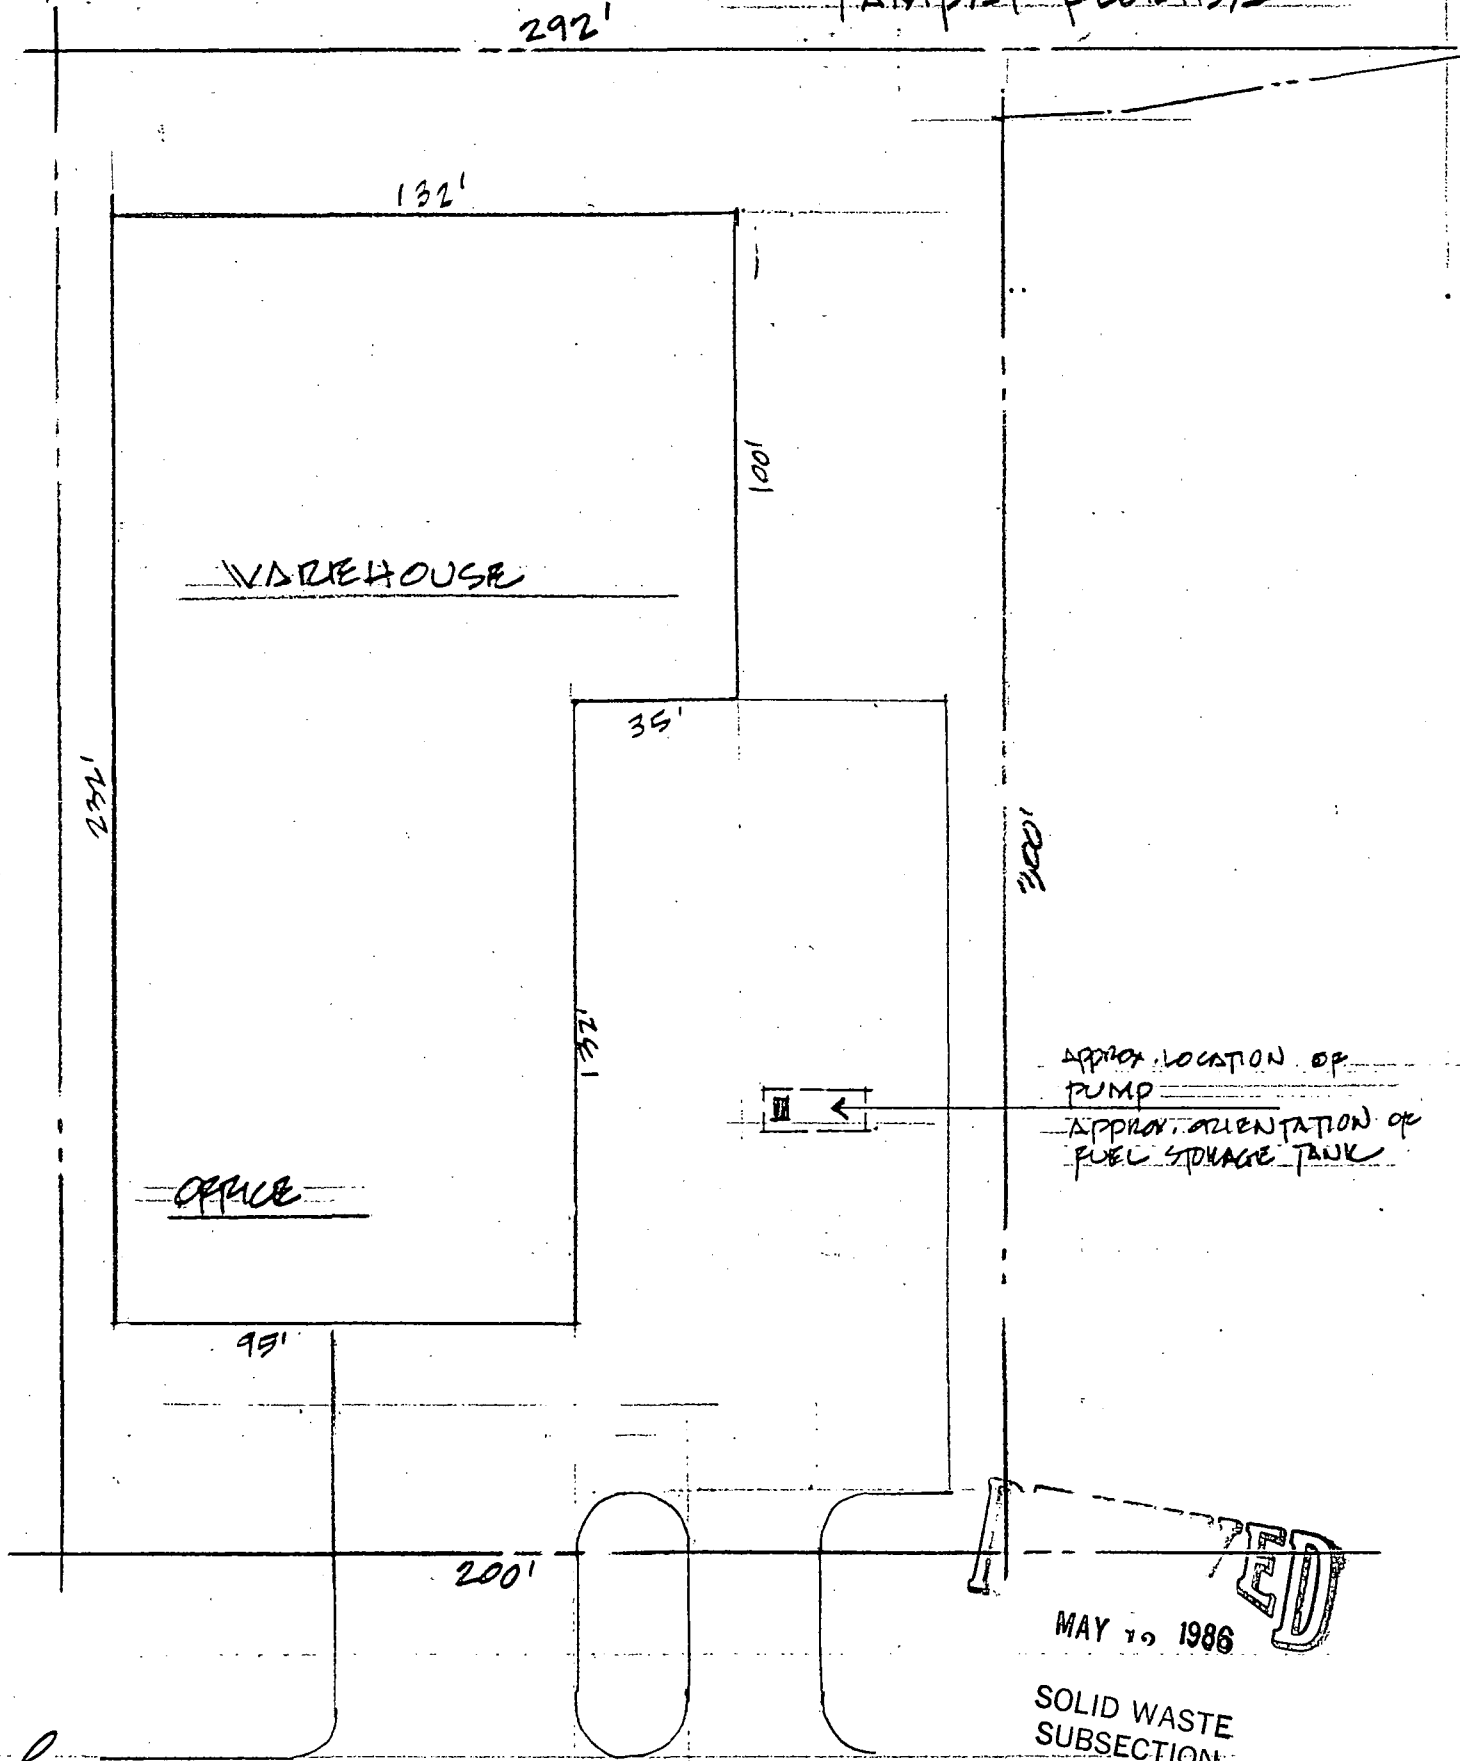 292'
132'
100'
WAREHOUSE
35'
232'
300'
132'
APPROX. LOCATION OF
PUMP
APPROX. ORIENTATION OF
FUEL STORAGE TANK
OFFICE
95'
200'
MAY 1986
SOLID WASTE
SUBSECTION